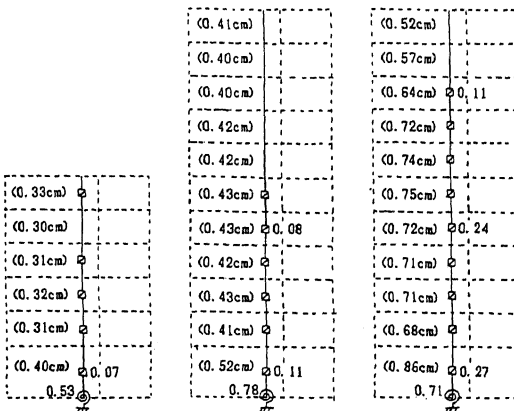 (0.33cm)
(0.30cm)
(0.31cm)
(0.32cm)
(0.31cm)
(0.40cm) 0.07
0.53
(0.41cm)
(0.40cm)
(0.40cm)
(0.42cm)
(0.42cm)
(0.43cm)
(0.43cm) 0.08
(0.42cm)
(0.43cm)
(0.41cm)
(0.52cm) 0.11
0.78
(0.52cm)
(0.57cm)
(0.64cm) 0.11
(0.72cm)
(0.74cm)
(0.75cm)
(0.72cm) 0.24
(0.71cm)
(0.71cm)
(0.68cm)
(0.86cm) 0.27
0.71